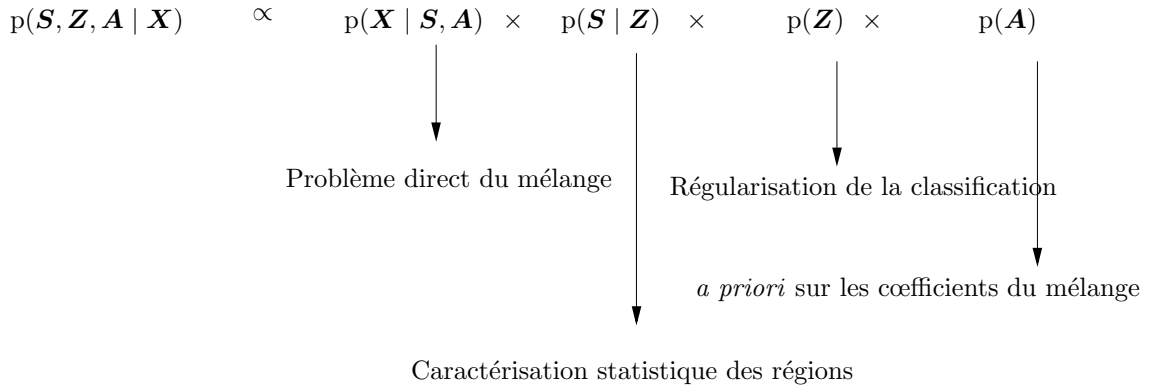 p(S, Z, A | X) ∝ p(X | S, A) × p(S | Z) × p(Z) × p(A)
Problème direct du mélange
Régularisation de la classification
a priori sur les cœfficients du mélange
Caractérisation statistique des régions